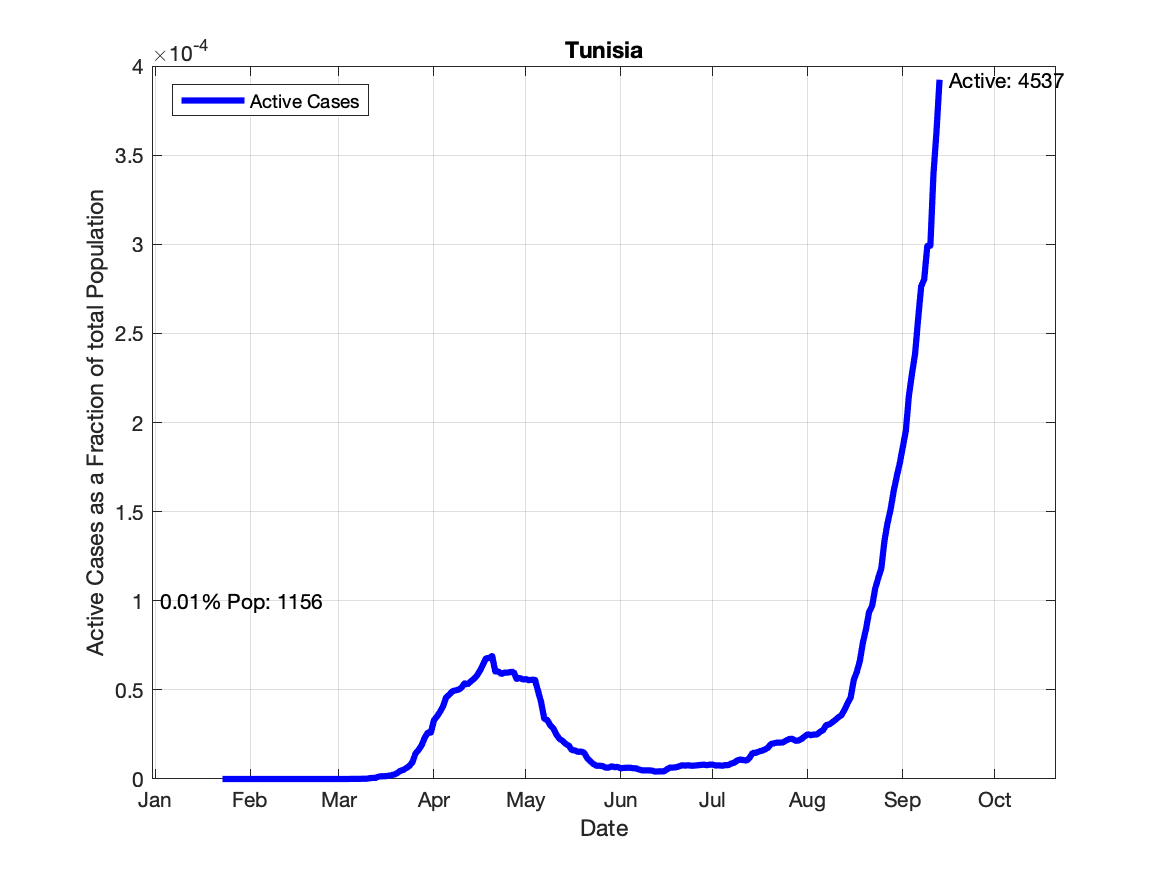 Tunisia
×10-4
4
3.5
3
2.5
2
1.5
1
0.5
0
Active Cases as a Fraction of total Population
Active Cases
Active: 4537
0.01% Pop: 1156
Jan Feb Mar Apr May Jun Jul Aug Sep Oct
Date